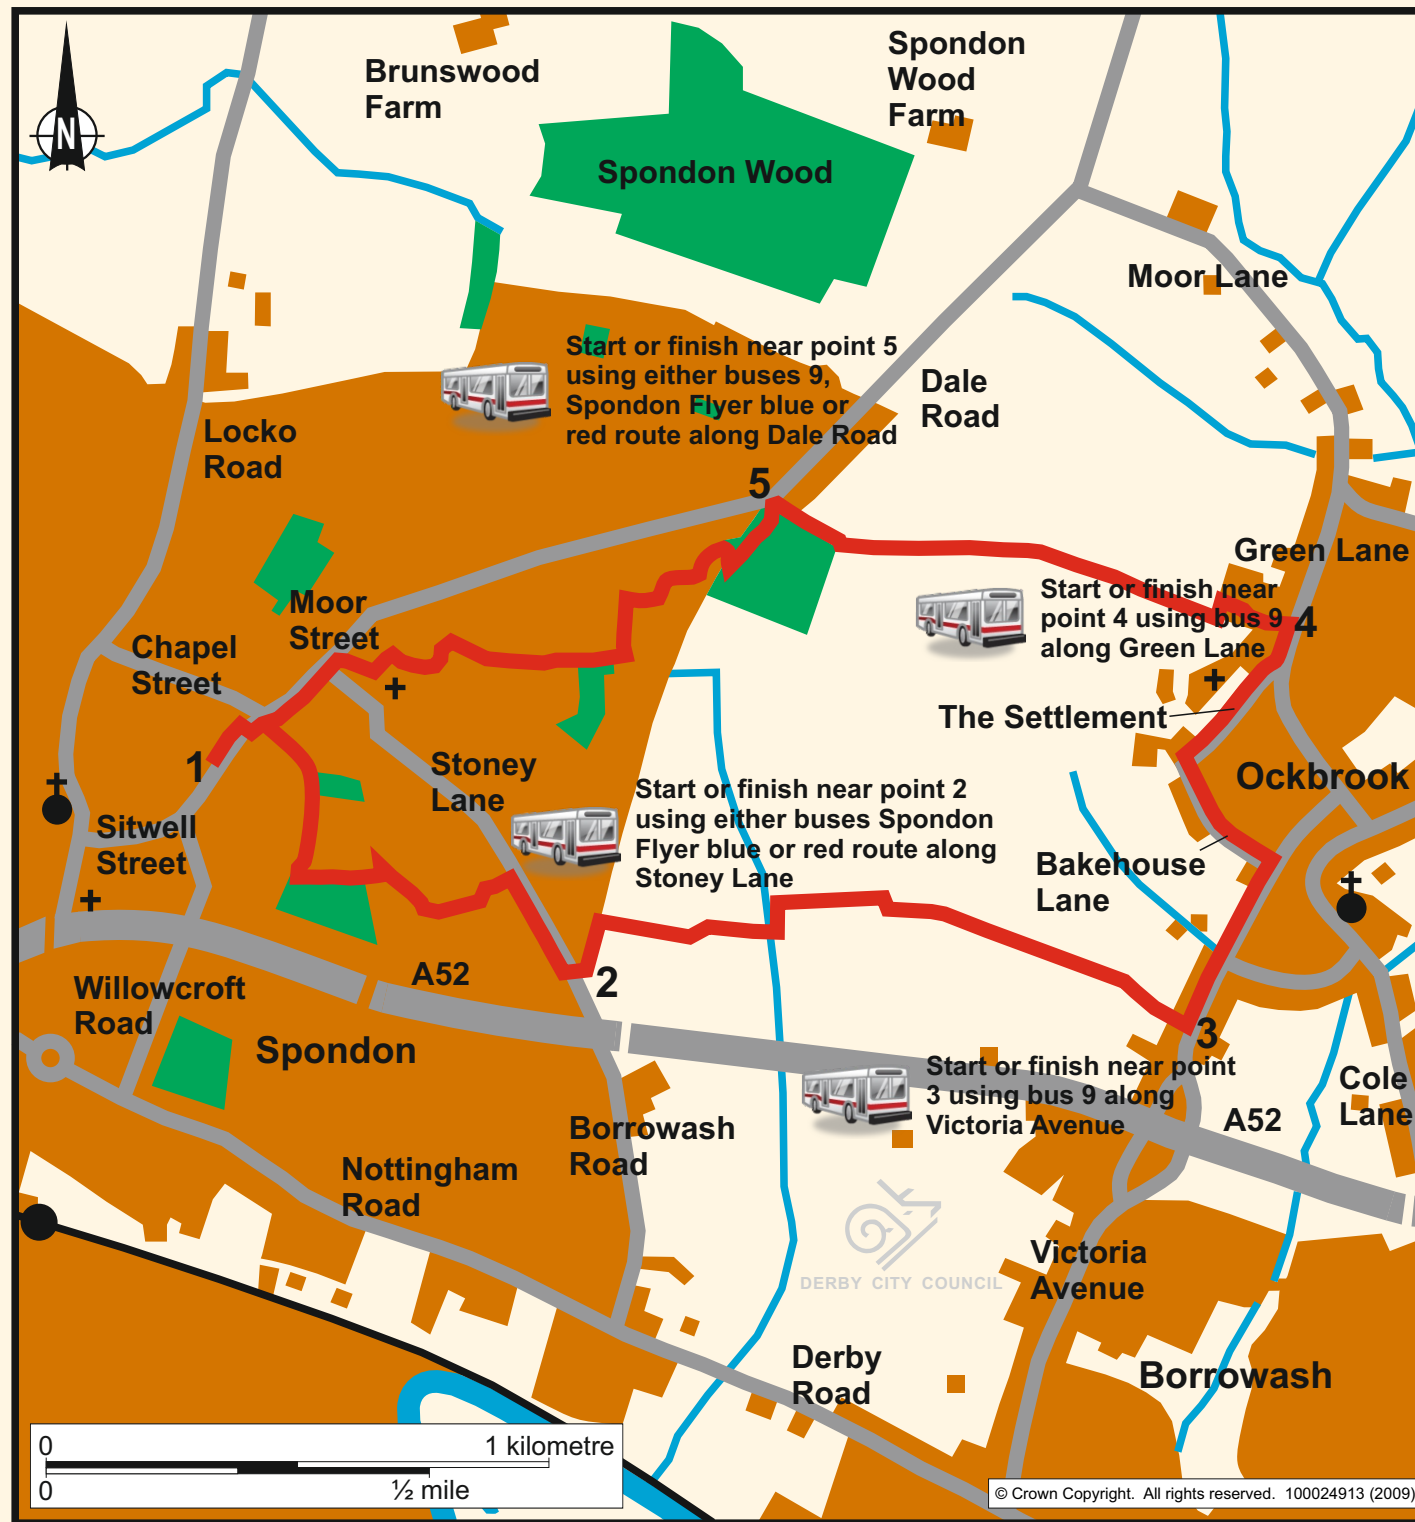 N
Brunswood
Farm
Spondon
Wood
Farm
Spondon Wood
Moor Lane
Start or finish near point 5
using either buses 9,
Spondon Flyer blue or
red route along Dale Road
Dale
Road
Locko
Road
5
Green Lane
Moor
Street
Start or finish near
point 4 using bus 9
along Green Lane
4
Chapel
Street
The Settlement
1
Stoney
Lane
Ockbrook
Start or finish near point 2
using either buses Spondon
Flyer blue or red route along
Stoney Lane
Sitwell
Street
Bakehouse
Lane
A52
2
Willowcroft
Road
Spondon
3
Start or finish near point
3 using bus 9 along
Victoria Avenue
Cole
Lane
A52
Borrowash
Road
Nottingham
Road
DERBY CITY COUNCIL
Victoria
Avenue
Derby
Road
Borrowash
0 1 kilometre
0 ½ mile
© Crown Copyright. All rights reserved. 100024913 (2009)